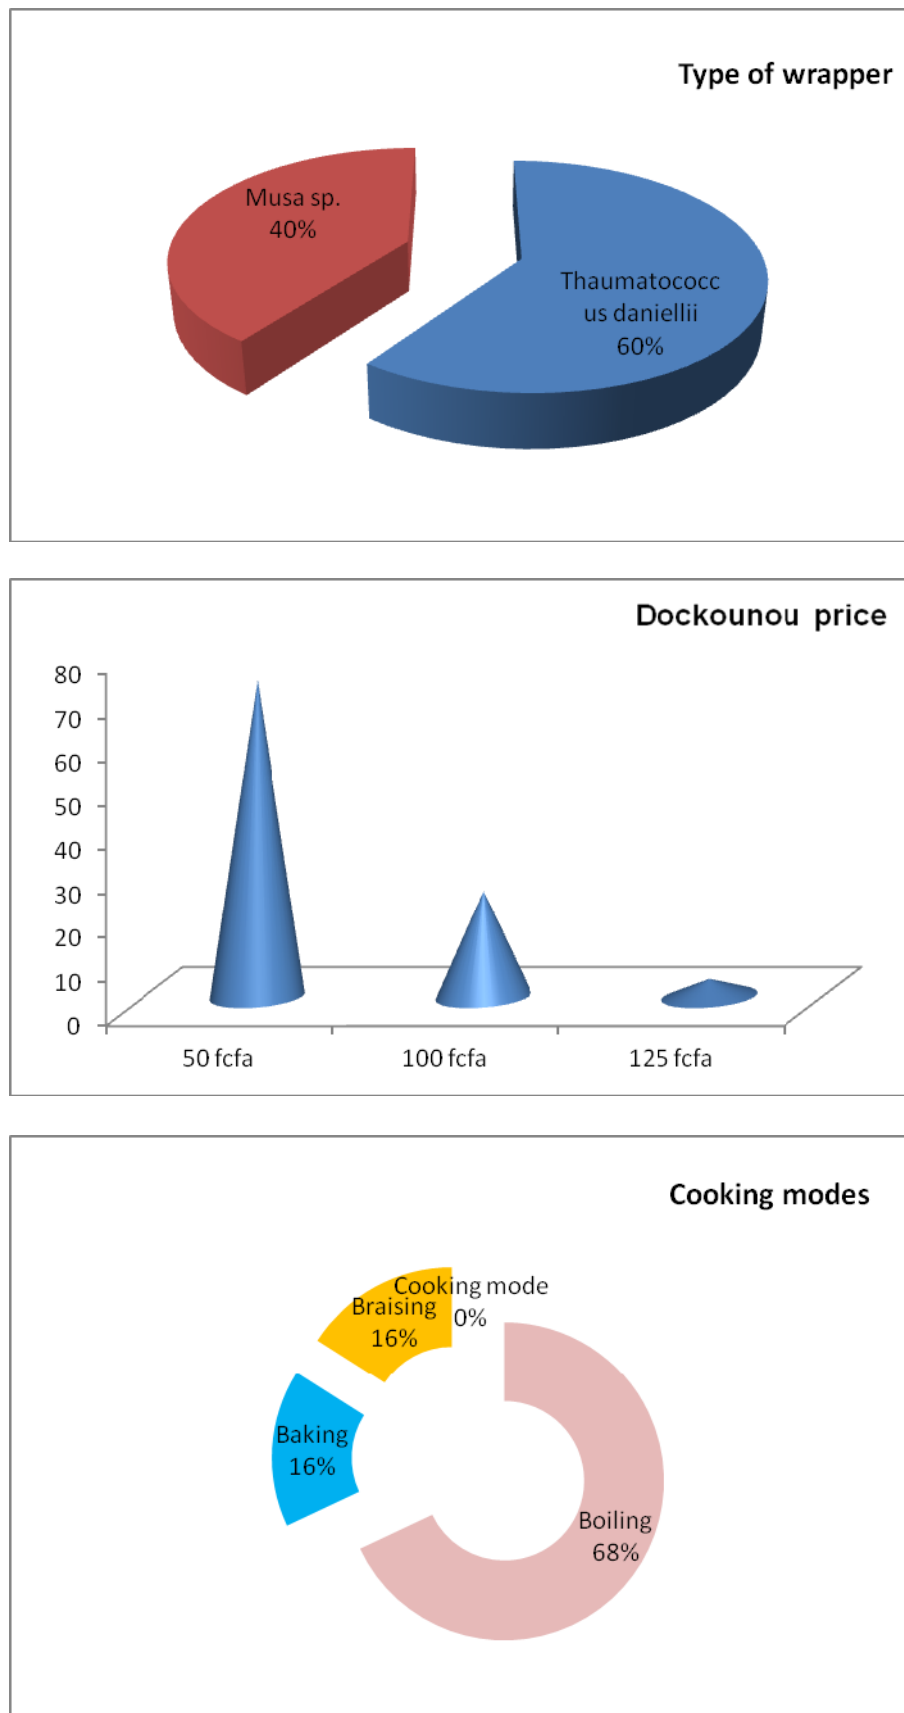 Type of wrapper
Musa sp.
40%
Thaumatococc
us daniellii
60%
Dockounou price
80
70
60
50
40
30
20
10
0
50 fcfa
100 fcfa
125 fcfa
Cooking modes
Cooking mode
0%
Braising
16%
Baking
16%
Boiling
68%